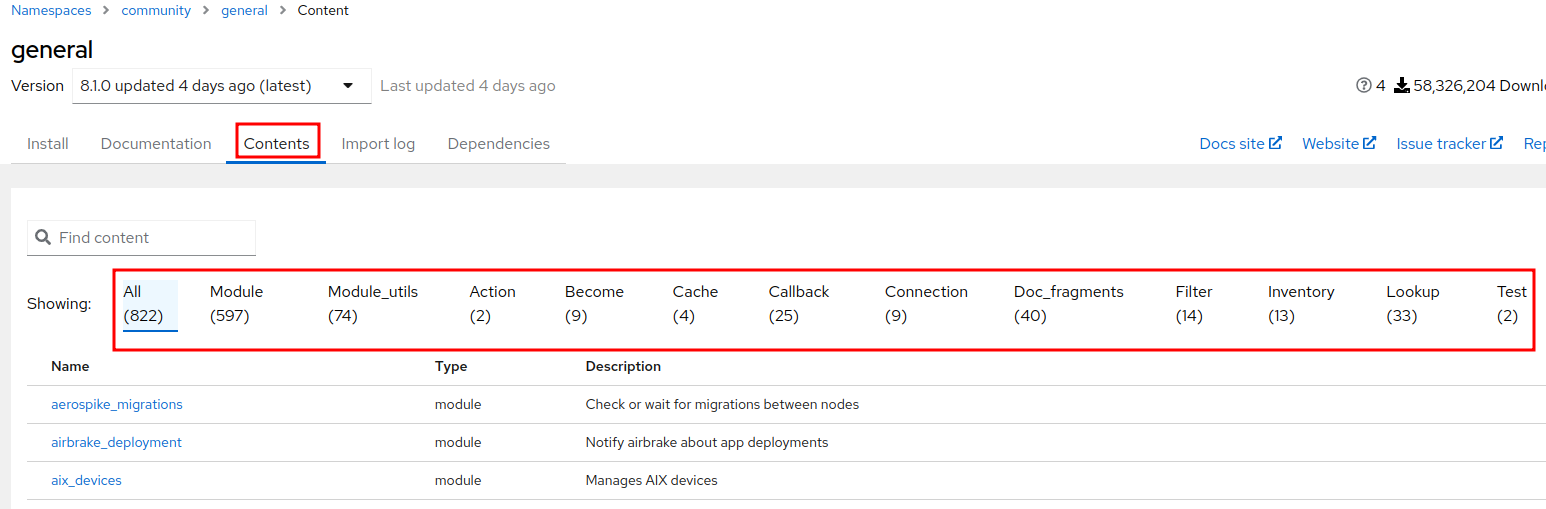 Namespaces > community > general > Content
general
Version 8.1.0 updated 4 days ago (latest) Last updated 4 days ago 4 58,326,204
Install Documentation Contents Import log Dependencies Docs site Website Issue tracker
Find content
Showing: All Module Module_utils Action Become Cache Callback Connection Doc_fragments Filter Inventory Lookup Test
(822) (597) (74) (2) (9) (4) (25) (9) (40) (14) (13) (33) (2)
Name Type Description
aerospike_migrations module Check or wait for migrations between nodes
airbrake_deployment module Notify airbrake about app deployments
aix_devices module Manages AIX devices